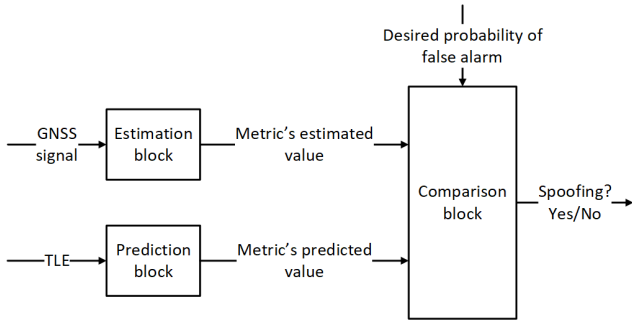 Desired probability of
false alarm
GNSS
signal
Estimation
block
Metric's estimated
value
Comparison
block
Spoofing?
Yes/No
TLE
Prediction
block
Metric's predicted
value